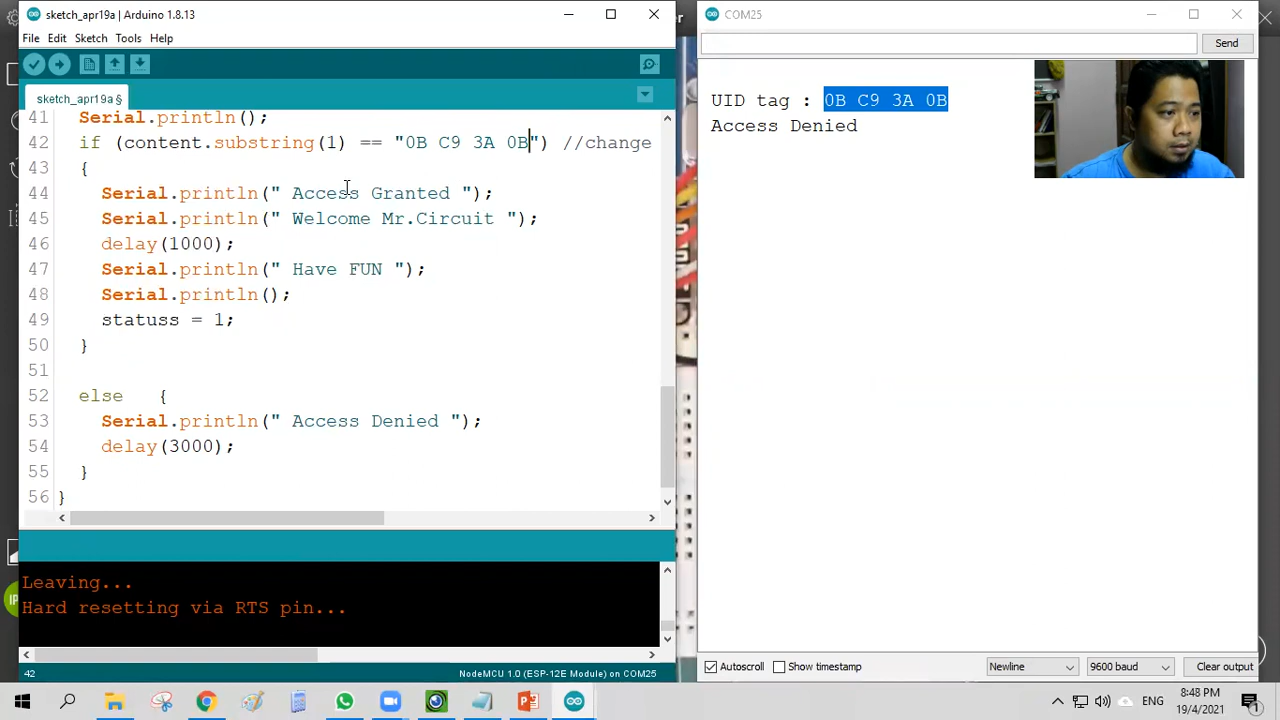 sketch_apr19a | Arduino 1.8.13
File Edit Sketch Tools Help
sketch_apr19a §
41 Serial.println();
42 if (content.substring(1) == "0B C9 3A 0B") //change
43 {
44 Serial.println(" Access Granted ");
45 Serial.println(" Welcome Mr.Circuit ");
46 delay(1000);
47 Serial.println(" Have FUN ");
48 Serial.println();
49 statuss = 1;
50 }
51
52 else {
53 Serial.println(" Access Denied ");
54 delay(3000);
55 }
56 }
Leaving...
Hard resetting via RTS pin...
42 NodeMCU 1.0 (ESP-12E Module) on COM25
COM25
Send
UID tag : 0B C9 3A 0B
Access Denied
Autoscroll Show timestamp Newline 9600 baud Clear output
ENG 8:48 PM
19/4/2021